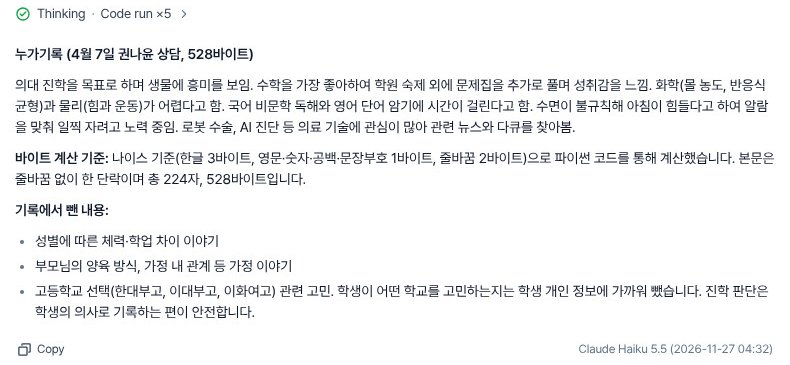 Thinking · Code run ×5 >
누가기록 (4월 7일 권나윤 상담, 528바이트)
의대 진학을 목표로 하며 생물에 흥미를 보임. 수학을 가장 좋아하여 학원 숙제 외에 문제집을 추가로 풀며 성취감을 느낌. 화학(몰 농도, 반응식
균형)과 물리(힘과 운동)가 어렵다고 함. 국어 비문학 독해와 영어 단어 암기에 시간이 걸린다고 함. 수면이 불규칙해 아침이 힘들다고 하여 알람
을 맞춰 일찍 자려고 노력 중임. 로봇 수술, AI 진단 등 의료 기술에 관심이 많아 관련 뉴스와 다큐를 찾아봄.
바이트 계산 기준: 나이스 기준(한글 3바이트, 영문·숫자·공백·문장부호 1바이트, 줄바꿈 2바이트)으로 파이썬 코드를 통해 계산했습니다. 본문은
줄바꿈 없이 한 단락이며 총 224자, 528바이트입니다.
기록에서 뺀 내용:
• 성별에 따른 체력·학업 차이 이야기
• 부모님의 양육 방식, 가정 내 관계 등 가정 이야기
• 고등학교 선택(한대부고, 이대부고, 이화여고) 관련 고민. 학생이 어떤 학교를 고민하는지는 학생 개인 정보에 가까워 뺐습니다. 진학 판단은
학생의 의사로 기록하는 편이 안전합니다.
Copy
Claude Haiku 5.5 (2026-11-27 04:32)